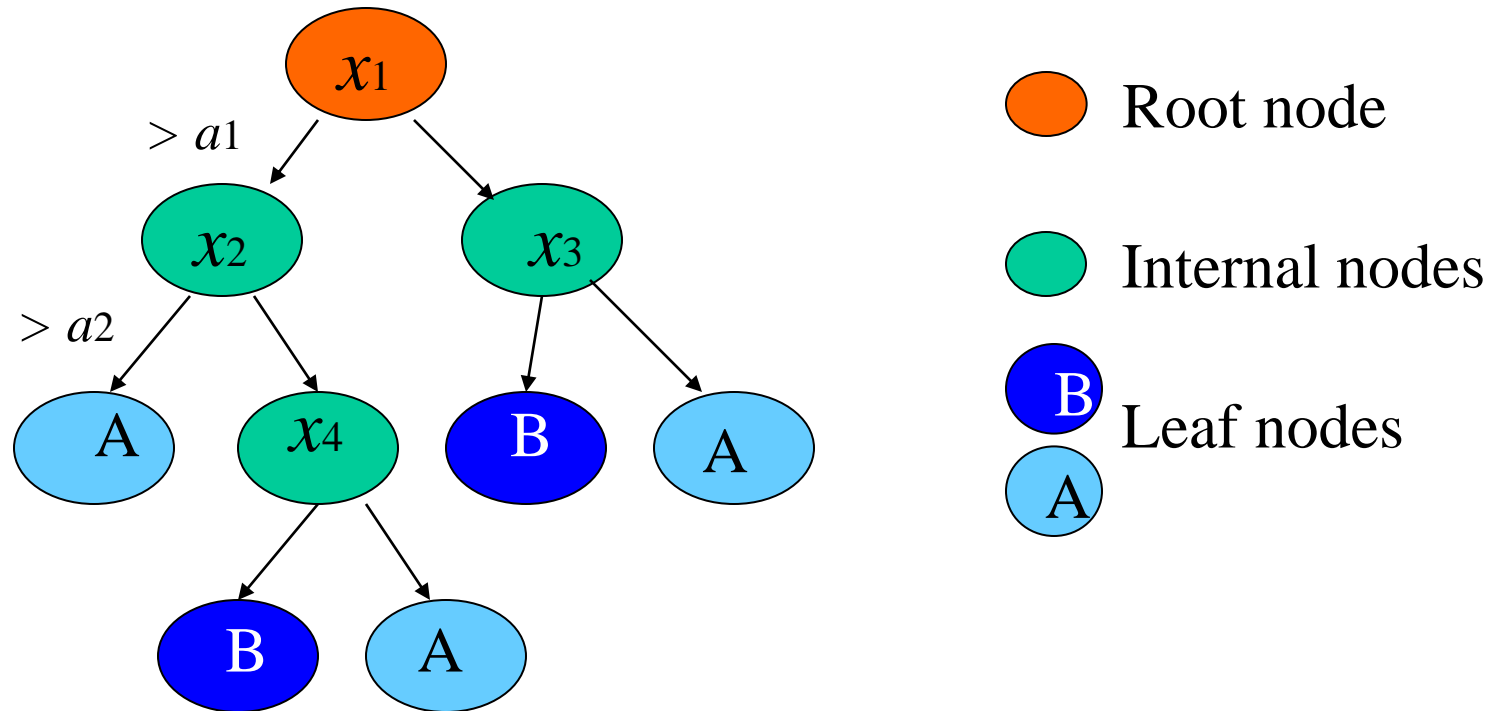 x1
> a1
x2
x3
> a2
A
x4
B
A
B
A
Root node
Internal nodes
B
Leaf nodes
A